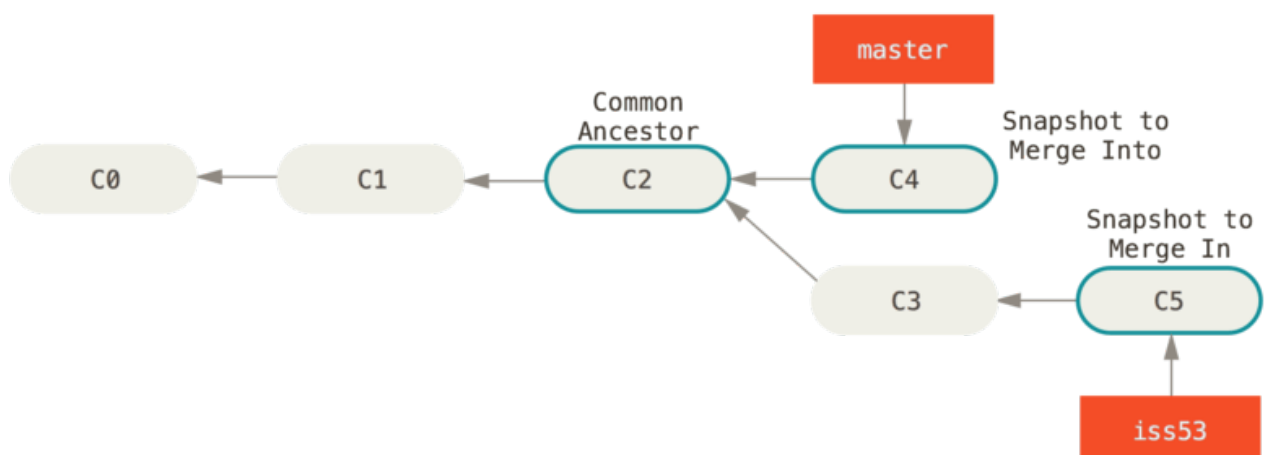 master
Common
Ancestor
Snapshot to
Merge Into
C0
C1
C2
C4
Snapshot to
Merge In
C3
C5
iss53